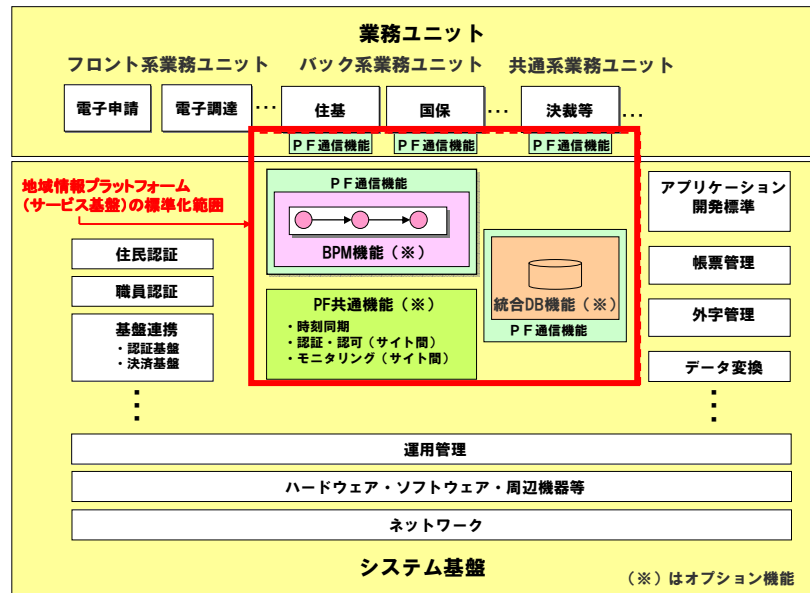 業務ユニット
フロント系業務ユニット
バック系業務ユニット
共通系業務ユニット
電子申請
電子調達
･･･
住基
国保
･･･
決裁等
･･･
ＰＦ通信機能
ＰＦ通信機能
ＰＦ通信機能
地域情報プラットフォーム
（サービス基盤）の標準化範囲
住民認証
職員認証
基盤連携
・認証基盤
・決済基盤
ＰＦ通信機能
BPM機能（※）
PF共通機能（※）
・時刻同期
・認証・認可（サイト間）
・モニタリング（サイト間）
統合DB機能（※）
ＰＦ通信機能
アプリケーション
開発標準
帳票管理
外字管理
データ変換
運用管理
ハードウェア・ソフトウェア・周辺機器等
ネットワーク
システム基盤
（※）はオプション機能